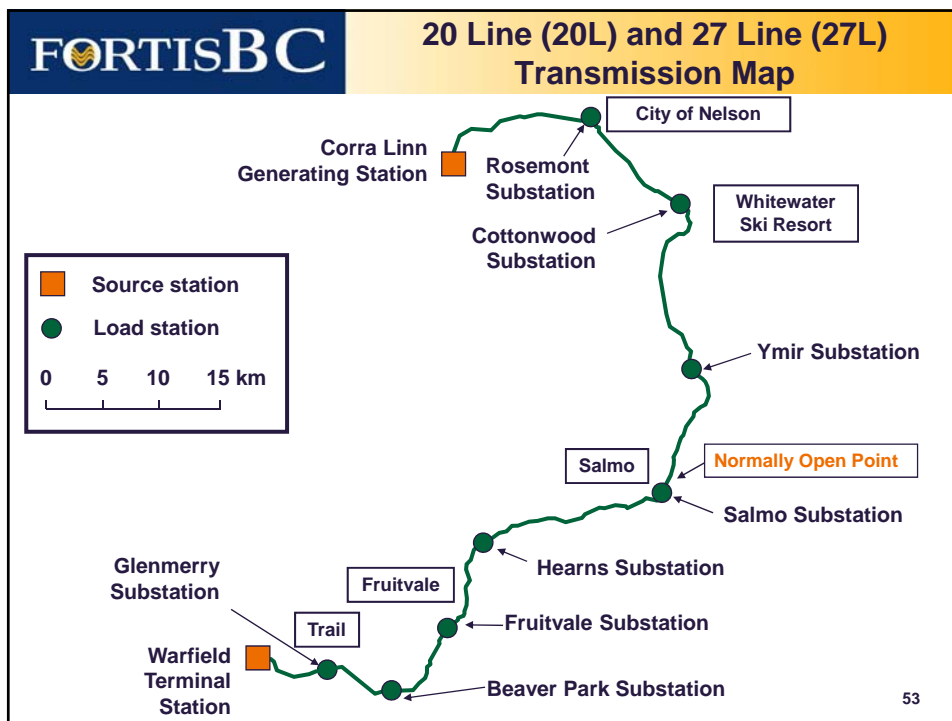 FORTISBC
20 Line (20L) and 27 Line (27L)
Transmission Map
City of Nelson
Corra Linn
Generating Station
Rosemont
Substation
Whitewater
Ski Resort
Cottonwood
Substation
Source station
Load station
0 5 10 15 km
Ymir Substation
Salmo
Normally Open Point
Salmo Substation
Hearns Substation
Glenmerry
Substation
Fruitvale
Fruitvale Substation
Trail
Warfield
Terminal
Station
Beaver Park Substation
53